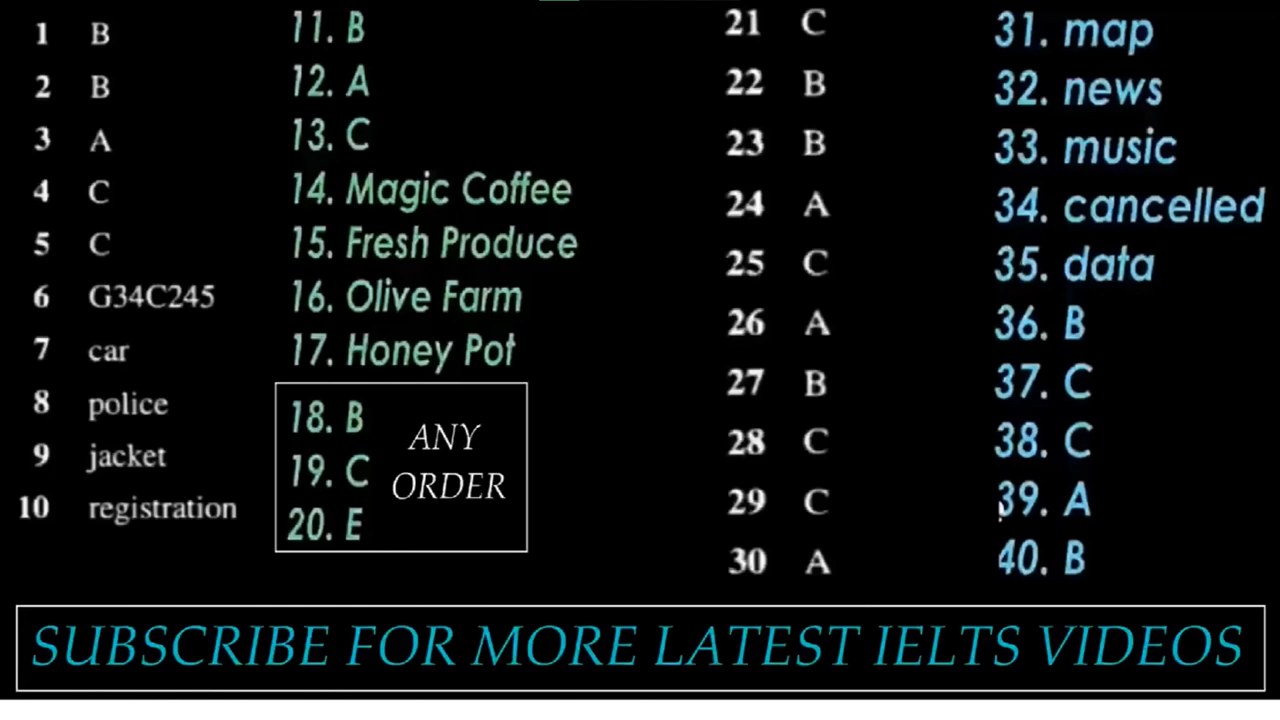 1 B
2 B
3 A
4 C
5 C
6 G34C245
7 car
8 police
9 jacket
10 registration
11. B
12. A
13. C
14. Magic Coffee
15. Fresh Produce
16. Olive Farm
17. Honey Pot
18. B
19. C
20. E
ANY
ORDER
21 C
22 B
23 B
24 A
25 C
26 A
27 B
28 C
29 C
30 A
31. map
32. news
33. music
34. cancelled
35. data
36. B
37. C
38. C
39. A
40. B
SUBSCRIBE FOR MORE LATEST IELTS VIDEOS